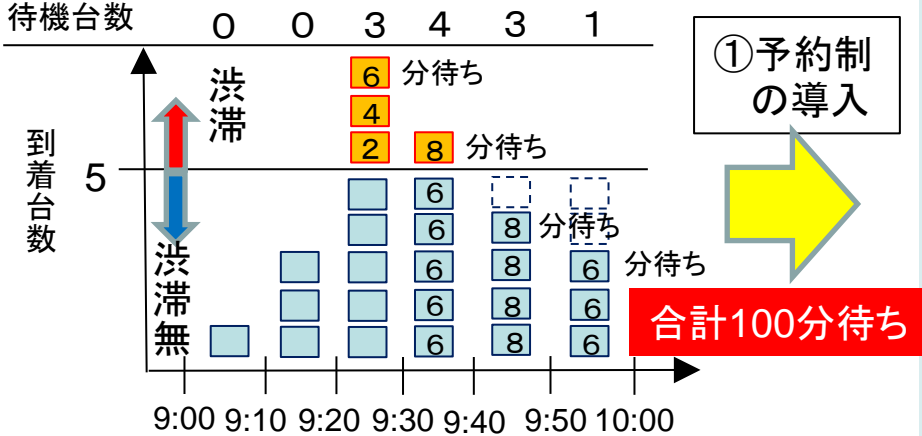 待機台数 0 0 3 4 3 1
①予約制
の導入
渋滞
到着台数
5
渋滞無
6 分待ち
4
2 8 分待ち
6
6 8 分待ち
6 8 6 分待ち
6 8 6
6 8 6
合計100分待ち
9:00 9:10 9:20 9:30 9:40 9:50 10:00